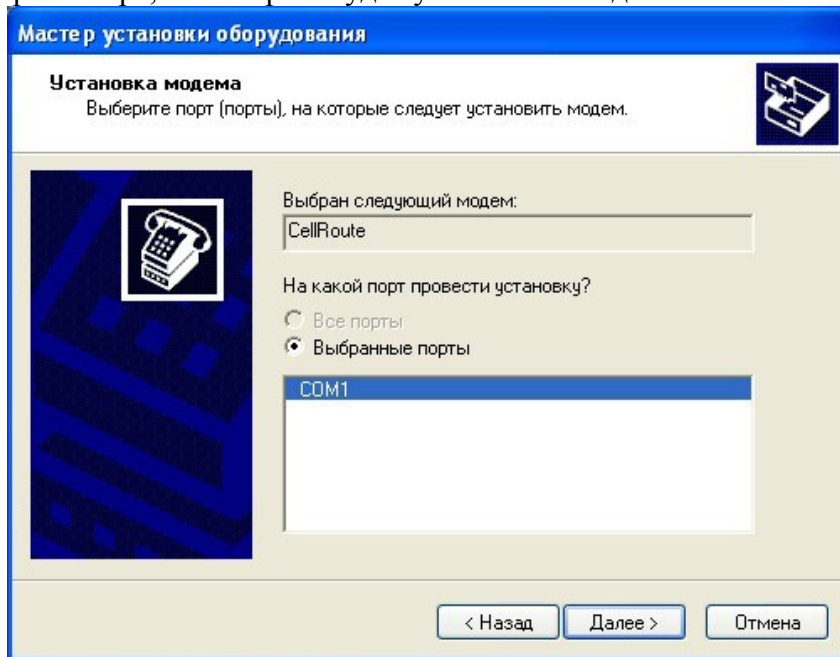 Мастер установки оборудования
Установка модема
Выберите порт (порты), на которые следует установить модем.
Выбран следующий модем:
CellRoute
На какой порт провести установку?
Все порты
Выбранные порты
COM1
< Назад
Далее >
Отмена